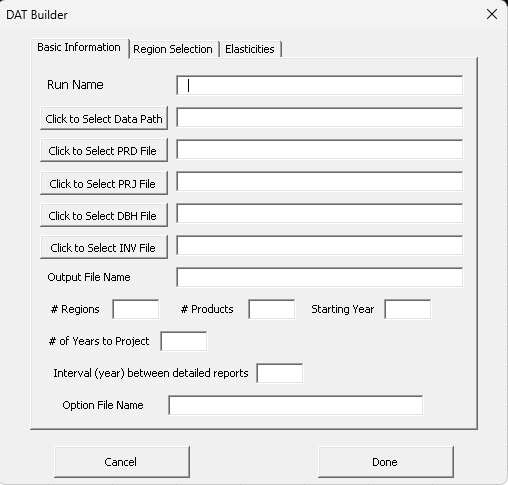 DAT Builder
Basic Information Region Selection Elasticities
Run Name
Click to Select Data Path
Click to Select PRD File
Click to Select PRJ File
Click to Select DBH File
Click to Select INV File
Output File Name
# Regions # Products Starting Year
# of Years to Project
Interval (year) between detailed reports
Option File Name
Cancel Done